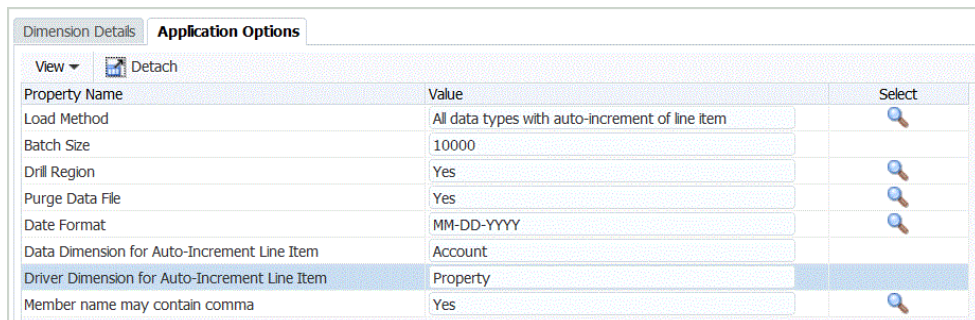 Dimension Details Application Options
View Detach
Property Name Value Select
Load Method All data types with auto-increment of line item
Batch Size 10000
Drill Region Yes
Purge Data File Yes
Date Format MM-DD-YYYY
Data Dimension for Auto-Increment Line Item Account
Driver Dimension for Auto-Increment Line Item Property
Member name may contain comma Yes